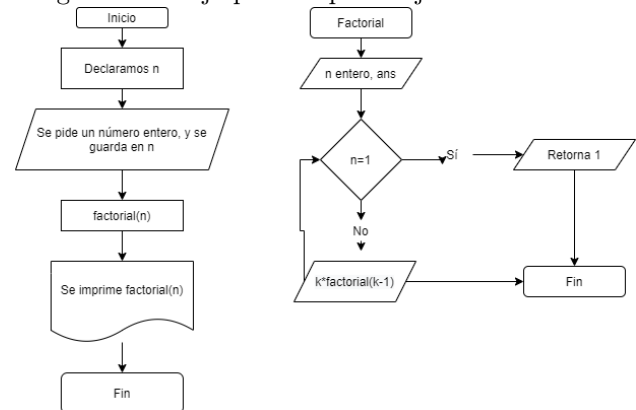 Inicio
Declaramos n
Se pide un número entero, y se
guarda en n
factorial(n)
Se imprime factorial(n)
Fin
Factorial
n entero, ans
n=1
Sí
Retorna 1
No
k*factorial(k-1)
Fin